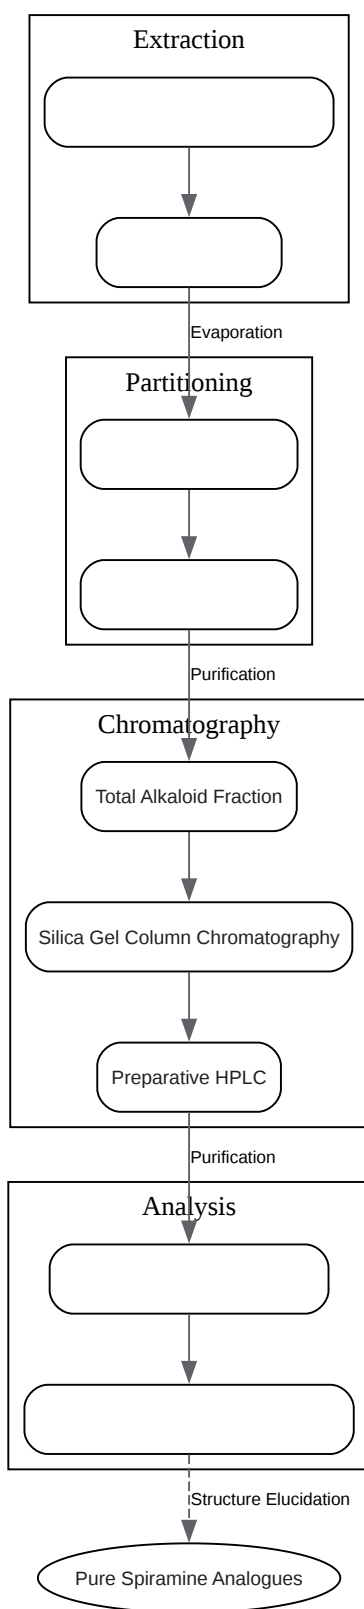 Extraction
Evaporation
Partitioning
Purification
Chromatography
Total Alkaloid Fraction
Silica Gel Column Chromatography
Preparative HPLC
Purification
Analysis
Structure Elucidation
Pure Spiramine Analogues